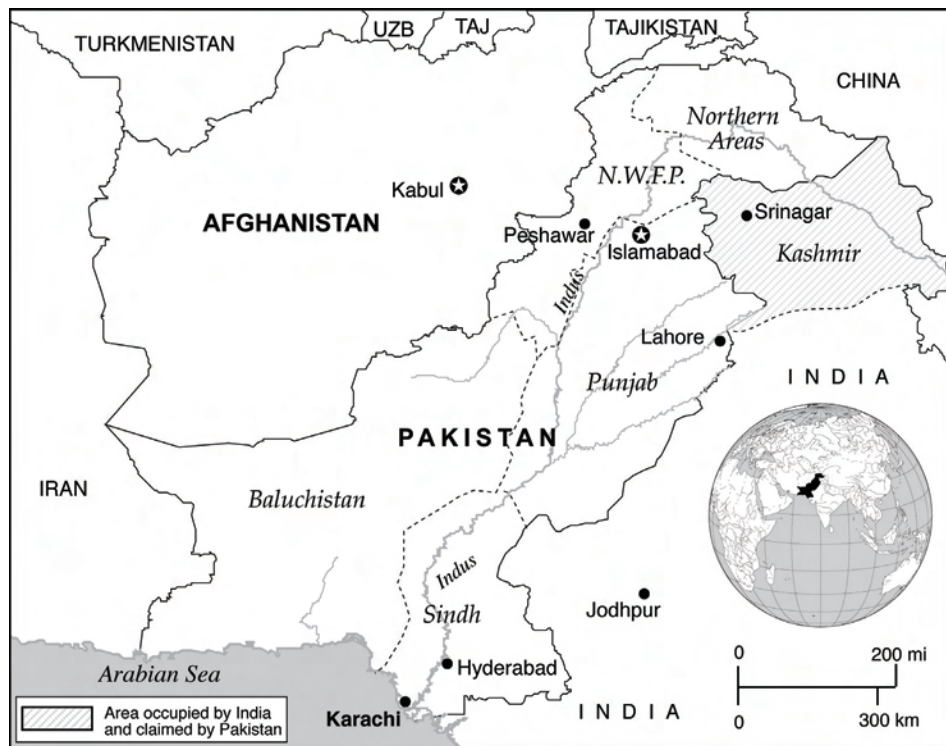 TURKMENISTAN
UZB
TAJ
TAJIKISTAN
CHINA
Northern
Areas
N.W.F.P.
Kabul
AFGHANISTAN
Peshawar
Islamabad
Srinagar
Kashmir
Indus
Lahore
Punjab
INDIA
PAKISTAN
IRAN
Baluchistan
Indus
Sindh
Jodhpur
Hyderabad
Arabian Sea
Karachi
INDIA
0 200 mi
0 300 km
Area occupied by India
and claimed by Pakistan